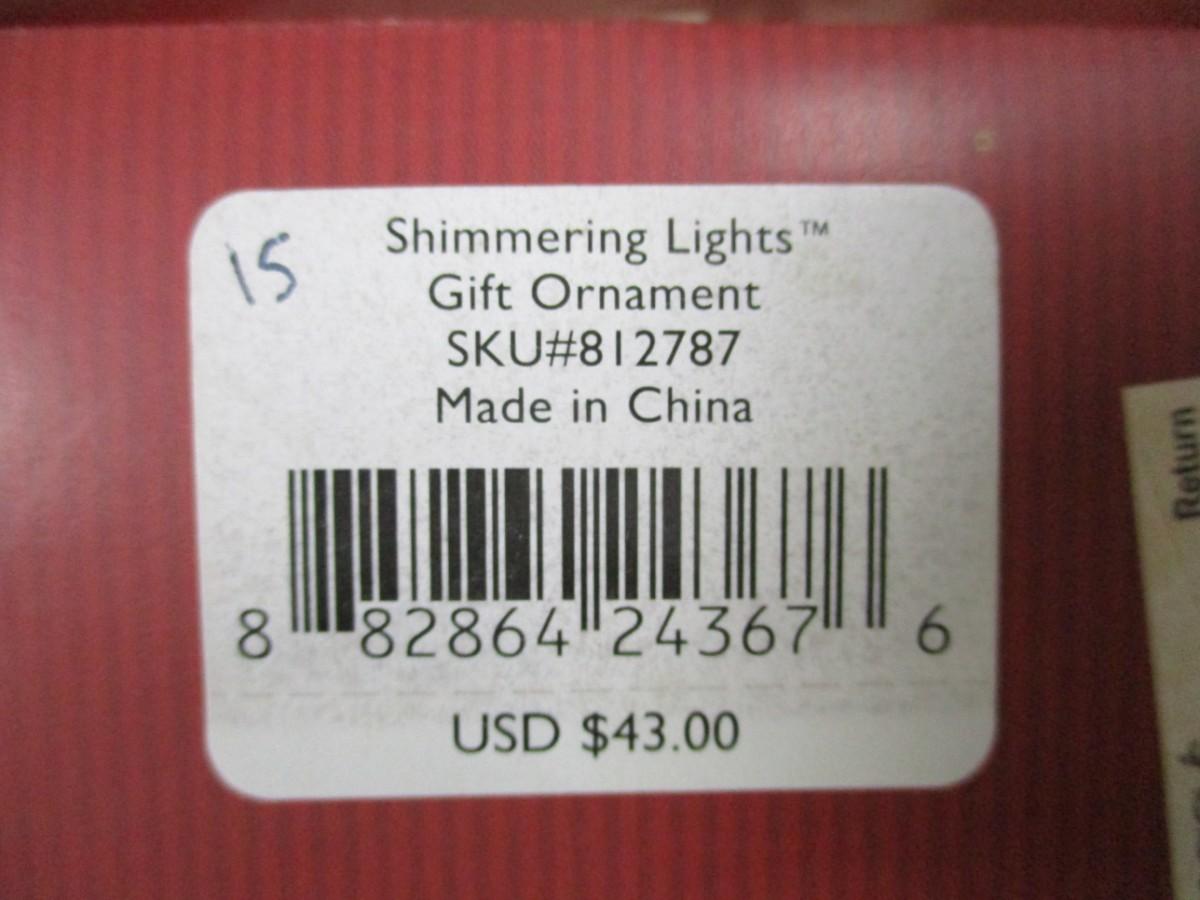 15
Shimmering Lights™
Gift Ornament
SKU#812787
Made in China
8 82864 24367 6
USD $43.00
Return